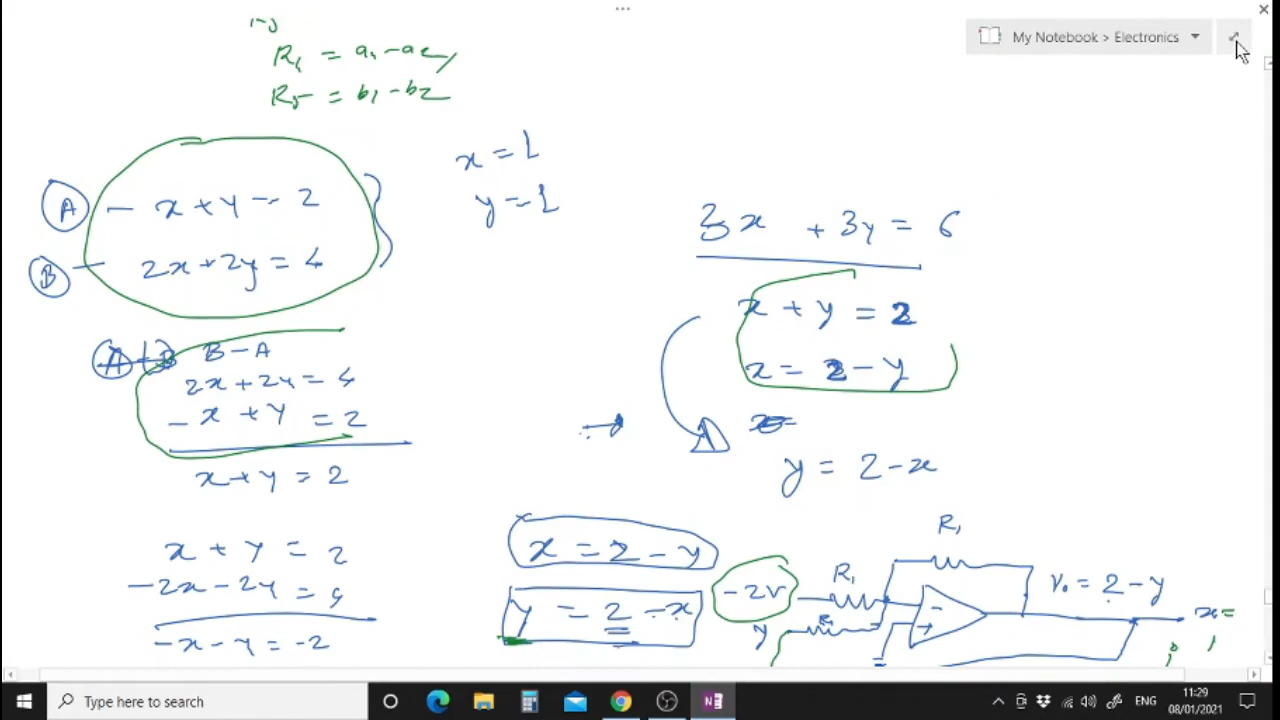 My Notebook > Electronics
R₄ = a₁ - a₂
R₅ = b₁ - b₂
x = 1
y = 1
A - x + y = 2
B - 2x + 2y = 4
3x + 3y = 6
x + y = 2
x = 2 - y
y = 2 - x
A + B B - A
2x + 2y = 4
- x + y = 2
x + y = 2
x + y = 2
-2x - 2y = 4
-x - y = -2
x = 2 - y
y = 2 - x
R₁
-2V R₁ V₀ = 2 - y
y R₁ - x =
+
Type here to search
ENG
11:29
08/01/2021